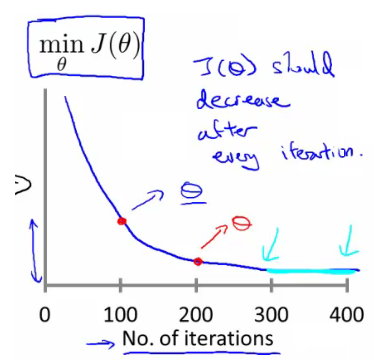 min J(θ)
θ
J(θ) should
decrease
after
every iteration.
θ
θ
0 100 200 300 400
No. of iterations